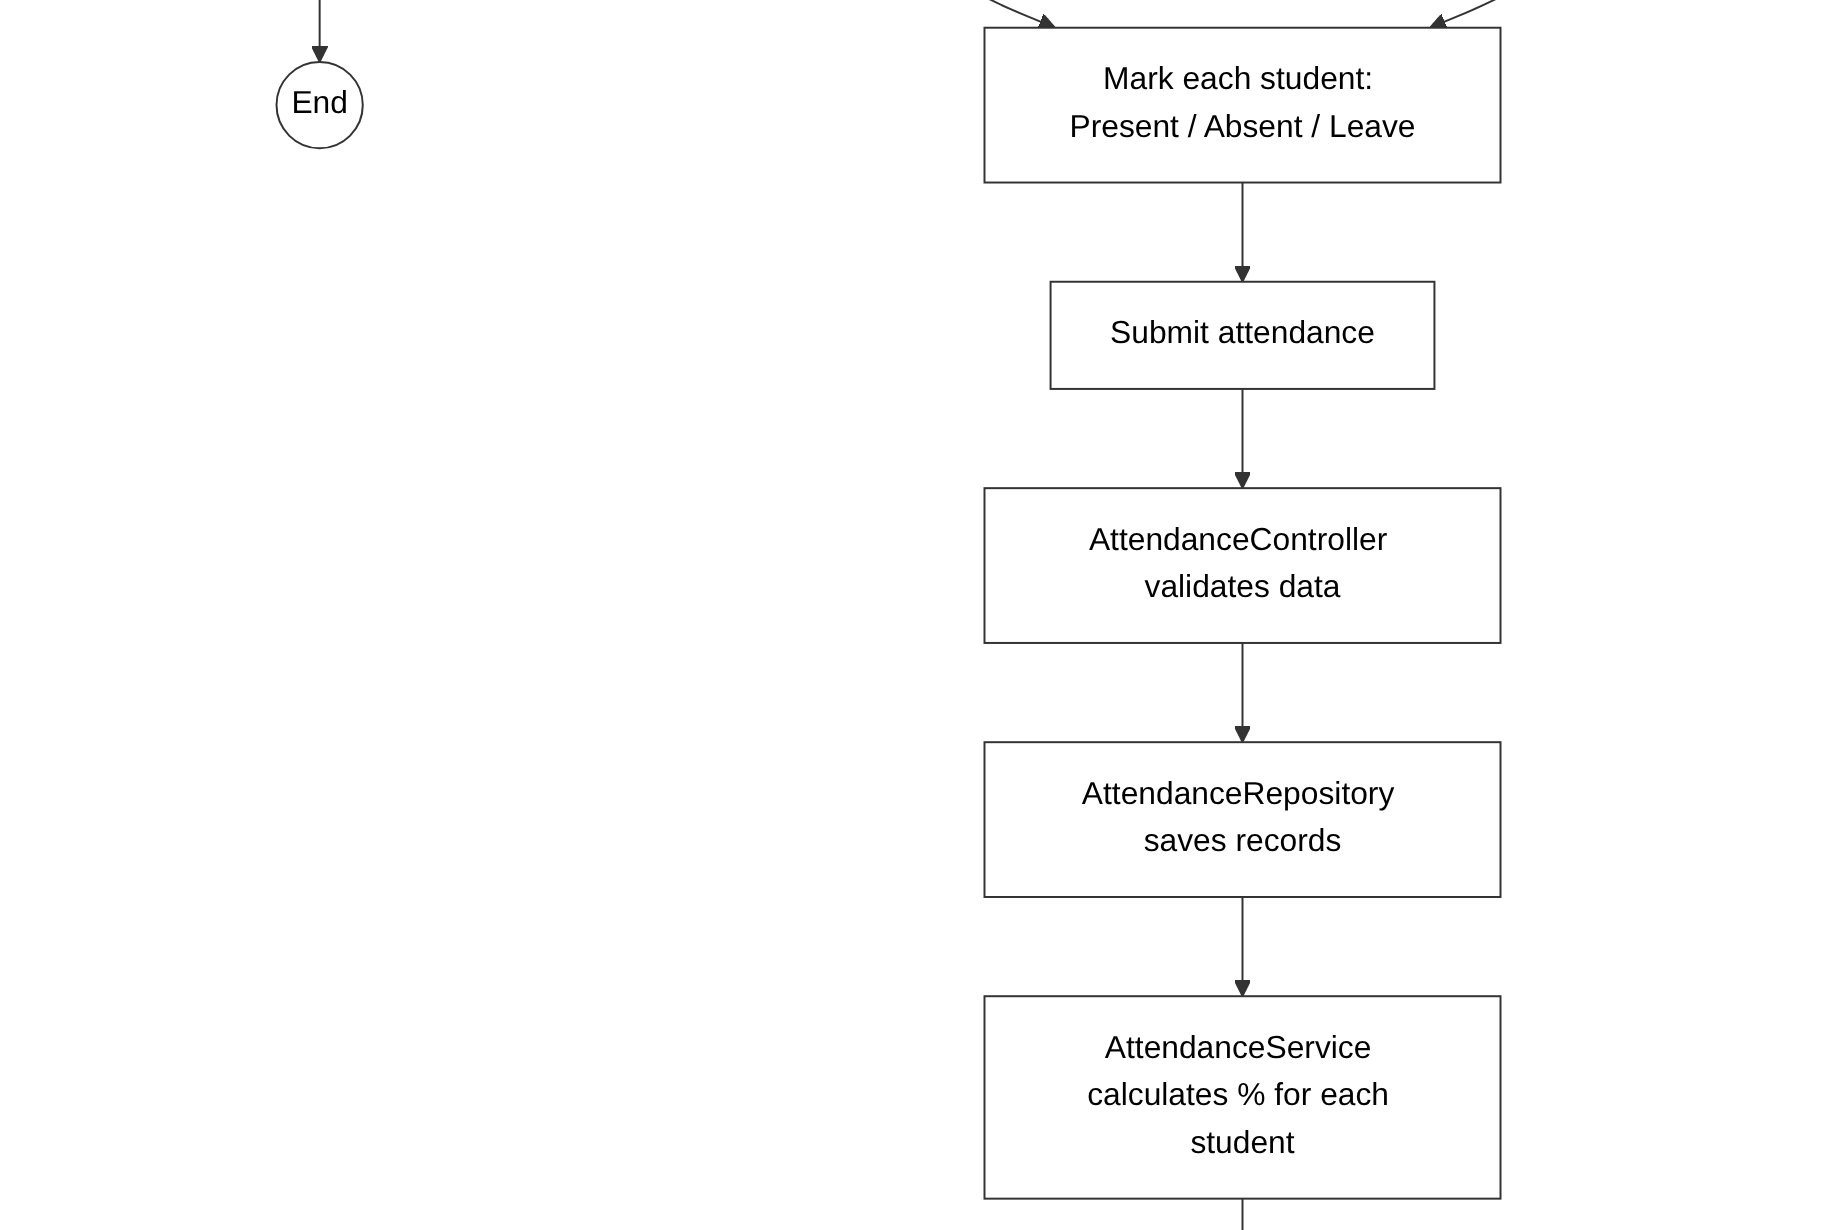 End
Mark each student:
Present / Absent / Leave
Submit attendance
AttendanceController
validates data
AttendanceRepository
saves records
AttendanceService
calculates % for each
student